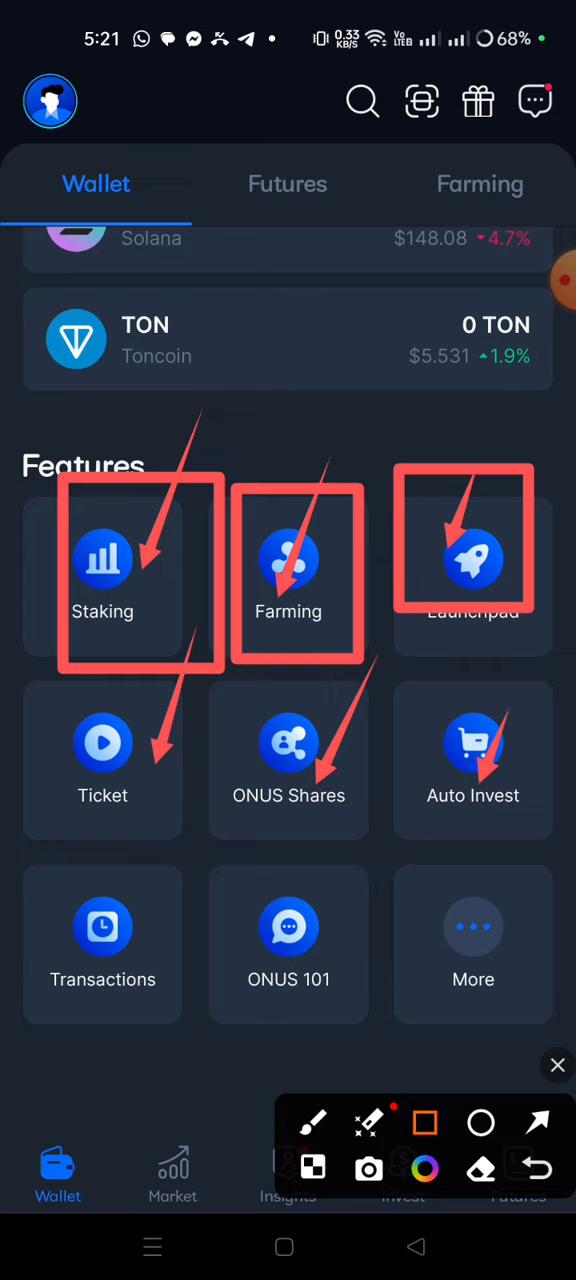 5:21
0.33
KB/S
Vo
LTE2
68%
Wallet
Futures
Farming
Solana
$148.08
4.7%
TON
0 TON
Toncoin
$5.531
1.9%
Features
Staking
Farming
Launchpad
Ticket
ONUS Shares
Auto Invest
Transactions
ONUS 101
More
Wallet
Market
Insights
Invest
Futures